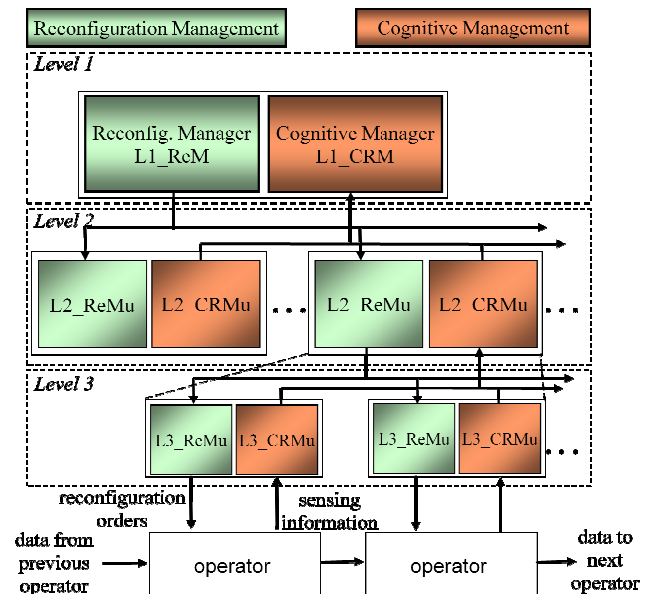 Reconfiguration Management
Cognitive Management
Level 1
Reconfig. Manager
L1_ReM
Cognitive Manager
L1_CRM
Level 2
L2_ReMu
L2_CRMu
...
L2_ReMu
L2_CRMu
...
Level 3
L3_ReMu
L3_CRMu
L3_ReMu
L3_CRMu
...
reconfiguration
orders
sensing
information
data from
previous
operator
operator
operator
data to
next
operator